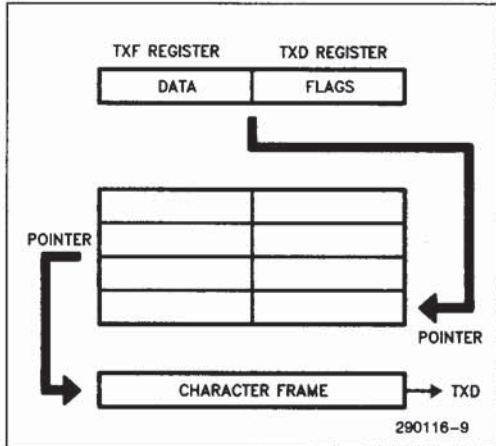 TXF REGISTER TXD REGISTER
DATA FLAGS
POINTER
POINTER
CHARACTER FRAME TXD
290116-9